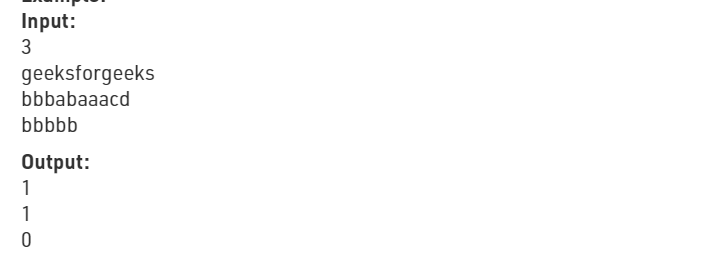 Example:
Input:
3
geeksforgeeks
bbbabaaacd
bbbbb
Output:
1
1
0